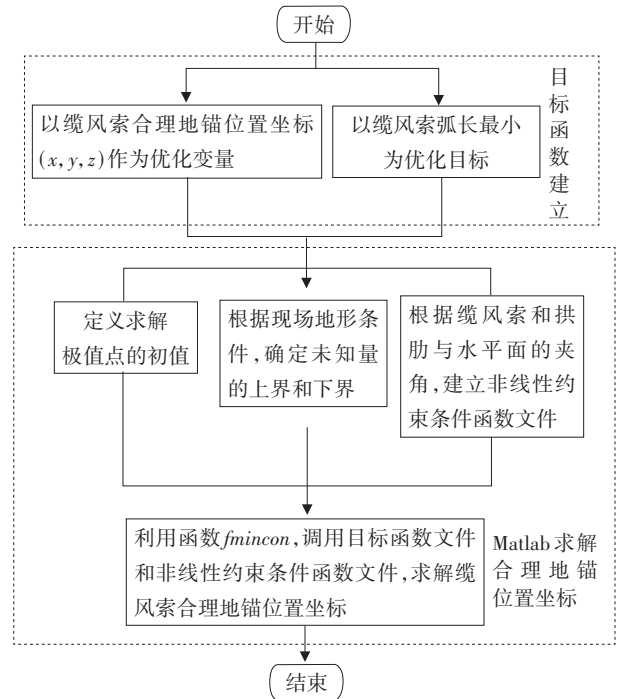 开始
以缆风索合理地锚位置坐标
(x,y,z)作为优化变量
以缆风索弧长最小
为优化目标
目
标
函
数
建
立
定义求解
极值点的初值
根据现场地形条
件,确定未知量
的上界和下界
根据缆风索和拱
肋与水平面的夹
角,建立非线性约
束条件函数文件
利用函数fmincon,调用目标函数文件
和非线性约束条件函数文件,求解缆
风索合理地锚位置坐标
Matlab求解
合理地锚
位置坐标
结束